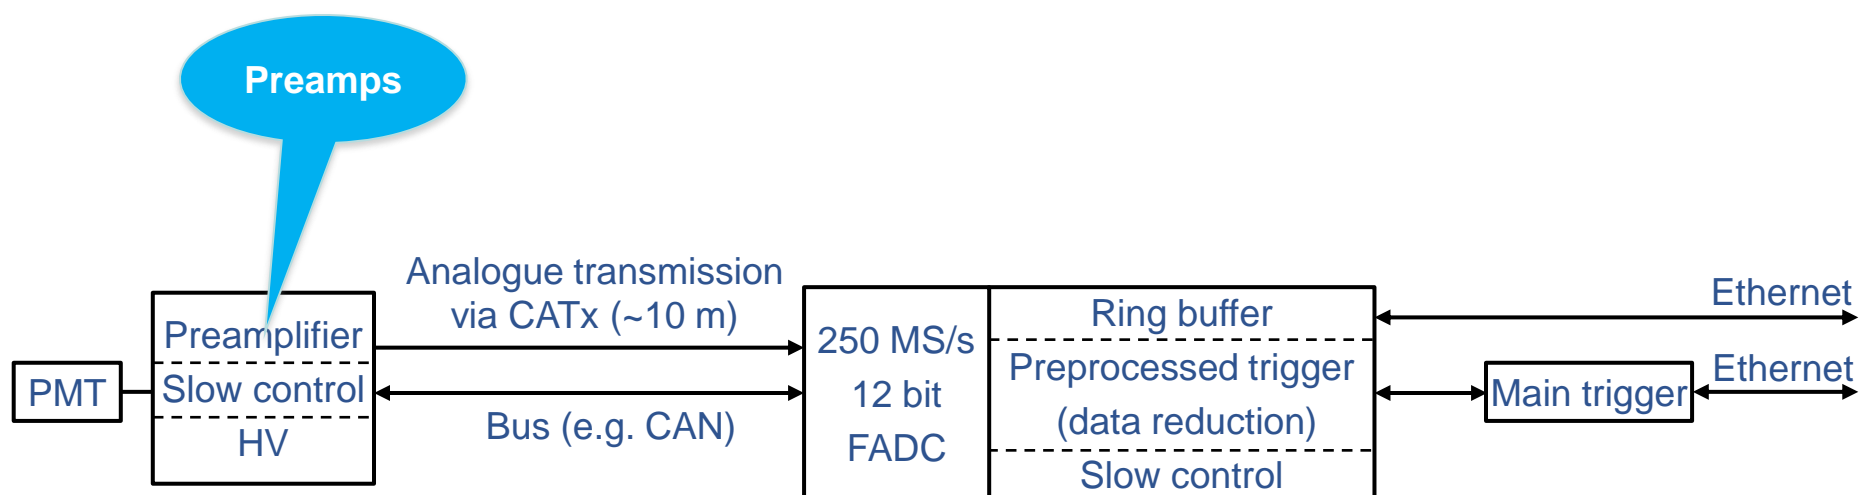 Preamps
PMT
Preamplifier
Slow control
HV
Analogue transmission
via CATx (~10 m)
Bus (e.g. CAN)
250 MS/s
12 bit
FADC
Ring buffer
Preprocessed trigger
(data reduction)
Slow control
Ethernet
Main trigger
Ethernet